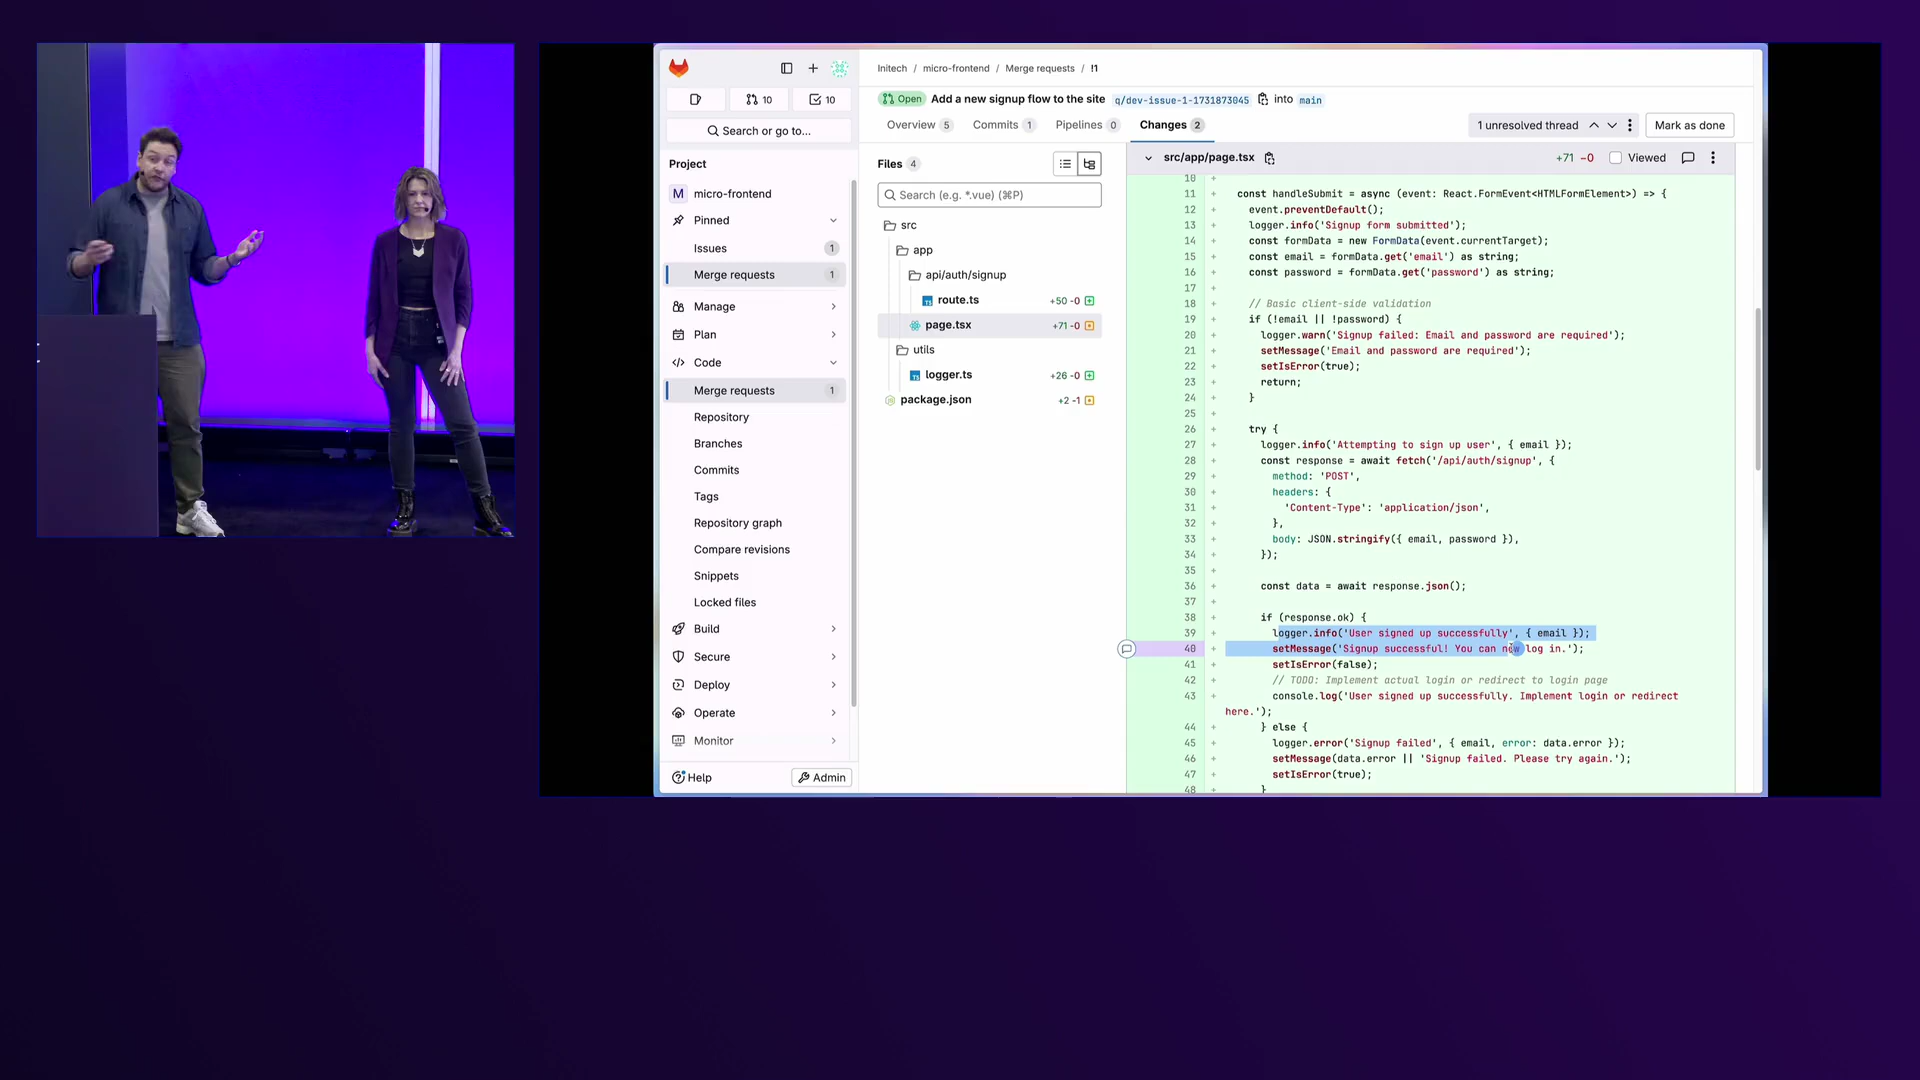 Initech / micro-frontend / Merge requests / !1
Open Add a new signup flow to the site q/dev-issue-1-1731873045 into main
Overview 5 Commits 1 Pipelines 0 Changes 2
1 unresolved thread Mark as done
10 10
Search or go to...
Project
M micro-frontend
Pinned
Issues 1
Merge requests 1
Manage
Plan
Code
Merge requests 1
Repository
Branches
Commits
Tags
Repository graph
Compare revisions
Snippets
Locked files
Build
Secure
Deploy
Operate
Monitor
Help Admin
Files 4
Search (e.g. *.vue) (⌘P)
src
app
api/auth/signup
route.ts +50 -0
page.tsx +71 -0
utils
logger.ts +26 -0
package.json +2 -1
src/app/page.tsx +71 −0 Viewed
10 +
11 + const handleSubmit = async (event: React.FormEvent<HTMLFormElement>) => {
12 + event.preventDefault();
13 + logger.info('Signup form submitted');
14 + const formData = new FormData(event.currentTarget);
15 + const email = formData.get('email') as string;
16 + const password = formData.get('password') as string;
17 +
18 + // Basic client-side validation
19 + if (!email || !password) {
20 + logger.warn('Signup failed: Email and password are required');
21 + setMessage('Email and password are required');
22 + setIsError(true);
23 + return;
24 + }
25 +
26 + try {
27 + logger.info('Attempting to sign up user', { email });
28 + const response = await fetch('/api/auth/signup', {
29 + method: 'POST',
30 + headers: {
31 + 'Content-Type': 'application/json',
32 + },
33 + body: JSON.stringify({ email, password }),
34 + });
35 +
36 + const data = await response.json();
37 +
38 + if (response.ok) {
39 + logger.info('User signed up successfully', { email });
40 + setMessage('Signup successful! You can now log in.');
41 + setIsError(false);
42 + // TODO: Implement actual login or redirect to login page
43 + console.log('User signed up successfully. Implement login or redirect
here.');
44 + } else {
45 + logger.error('Signup failed', { email, error: data.error });
46 + setMessage(data.error || 'Signup failed. Please try again.');
47 + setIsError(true);
48 + }